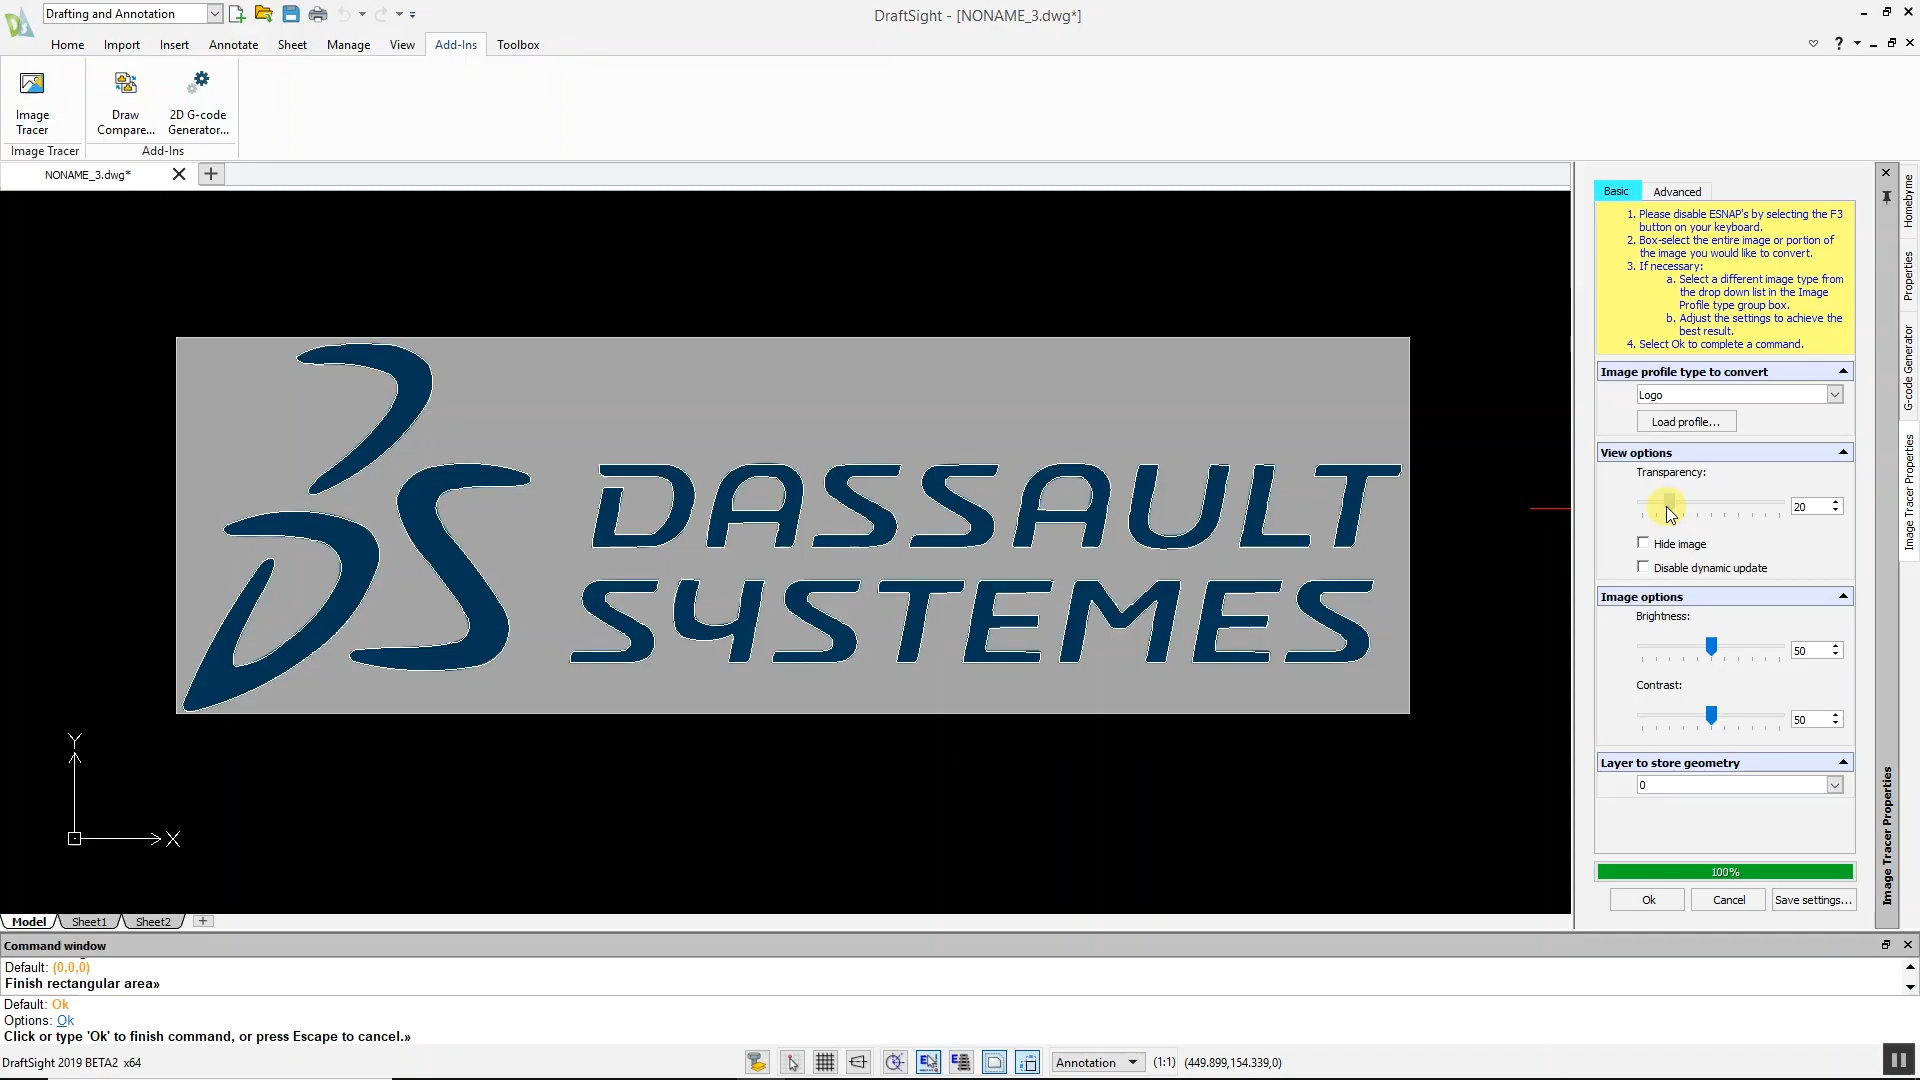 Drafting and Annotation
DraftSight - [NONAME_3.dwg*]
Home Import Insert Annotate Sheet Manage View Add-Ins Toolbox
?
Image Tracer
Draw Compare...
2D G-code Generator...
Image Tracer
Add-Ins
NONAME_3.dwg*
Basic Advanced
1. Please disable ESNAP's by selecting the F3
button on your keyboard.
2. Box-select the entire image or portion of
the image you would like to convert.
3. If necessary:
a. Select a different image type from
the drop down list in the Image
Profile type group box.
b. Adjust the settings to achieve the
best result.
4. Select Ok to complete a command.
Image profile type to convert
Logo
Load profile...
View options
Transparency:
20
Hide image
Disable dynamic update
Image options
Brightness:
50
Contrast:
50
Layer to store geometry
0
100%
Ok Cancel Save settings...
Homebyme
Properties
G-code Generator
Image Tracer Properties
Image Tracer Properties
3DS
DASSAULT
SYSTEMES
Y
X
Model Sheet1 Sheet2
Command window
Default: (0,0,0)
Finish rectangular area»
Default: Ok
Options: Ok
Click or type 'Ok' to finish command, or press Escape to cancel.»
DraftSight 2019 BETA2 x64
Annotation (1:1) (449.899,154.339,0)